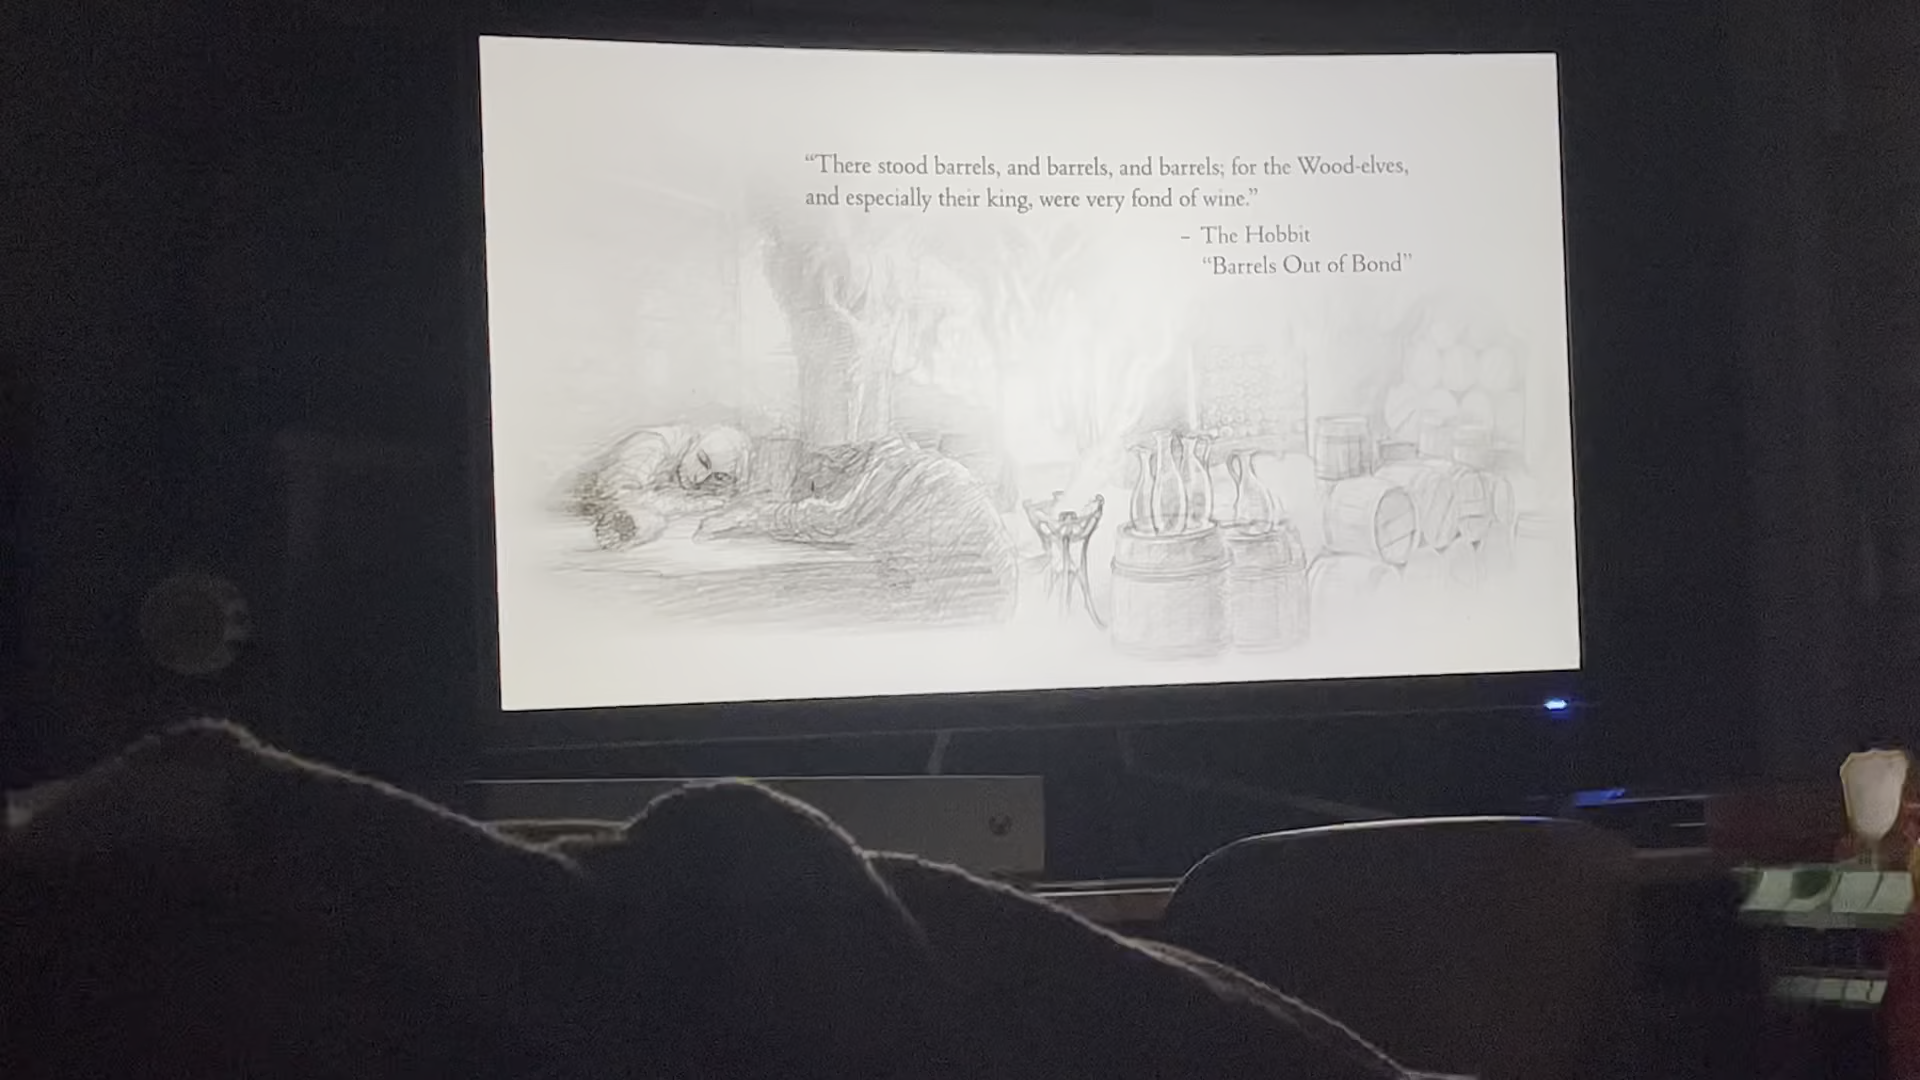 “There stood barrels, and barrels, and barrels; for the Wood-elves,
and especially their king, were very fond of wine.”
– The Hobbit
“Barrels Out of Bond”